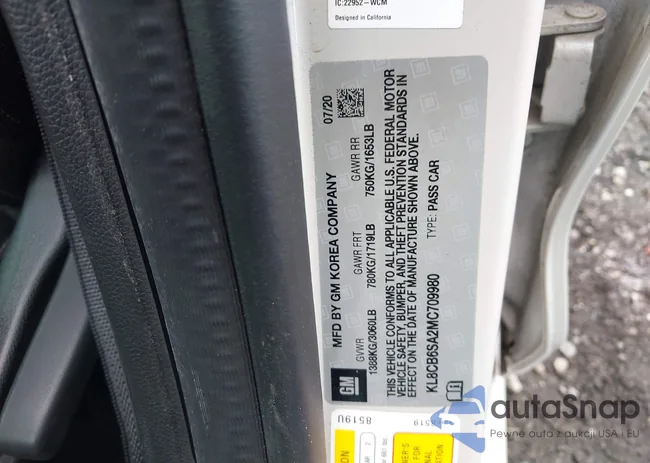 IC:22952-WCM
Designed in California
MFD BY GM KOREA COMPANY
07/20
GVWR
GAWR FRT
GAWR RR
1388KG/3060LB
780KG/1719LB
750KG/1653LB
THIS VEHICLE CONFORMS TO ALL APPLICABLE U.S. FEDERAL MOTOR
VEHICLE SAFETY, BUMPER, AND THEFT PREVENTION STANDARDS IN
EFFECT ON THE DATE OF MANUFACTURE SHOWN ABOVE.
KL8CB6SA2MC709980
TYPE: PASS CAR
GM
8519U
autaSnap
Pewne auta z aukcji USA i EU